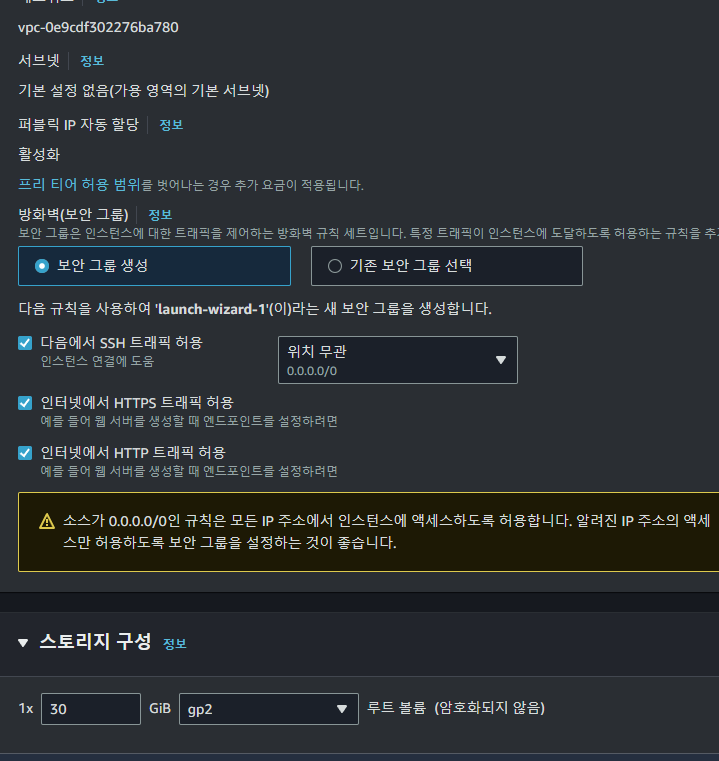 vpc-0e9cdf302276ba780
서브넷 정보
기본 설정 없음(가용 영역의 기본 서브넷)
퍼블릭 IP 자동 할당 정보
활성화
프리 티어 허용 범위를 벗어나는 경우 추가 요금이 적용됩니다.
방화벽(보안 그룹) 정보
보안 그룹은 인스턴스에 대한 트래픽을 제어하는 방화벽 규칙 세트입니다. 특정 트래픽이 인스턴스에 도달하도록 허용하는 규칙을
보안 그룹 생성
기존 보안 그룹 선택
다음 규칙을 사용하여 'launch-wizard-1'(이)라는 새 보안 그룹을 생성합니다.
다음에서 SSH 트래픽 허용
인스턴스 연결에 도움
위치 무관
0.0.0.0/0
인터넷에서 HTTPS 트래픽 허용
예를 들어 웹 서버를 생성할 때 엔드포인트를 설정하려면
인터넷에서 HTTP 트래픽 허용
예를 들어 웹 서버를 생성할 때 엔드포인트를 설정하려면
소스가 0.0.0.0/0인 규칙은 모든 IP 주소에서 인스턴스에 액세스하도록 허용합니다. 알려진 IP 주소의 액세
스만 허용하도록 보안 그룹을 설정하는 것이 좋습니다.
스토리지 구성 정보
1x 30 GiB gp2 루트 볼륨 (암호화되지 않음)